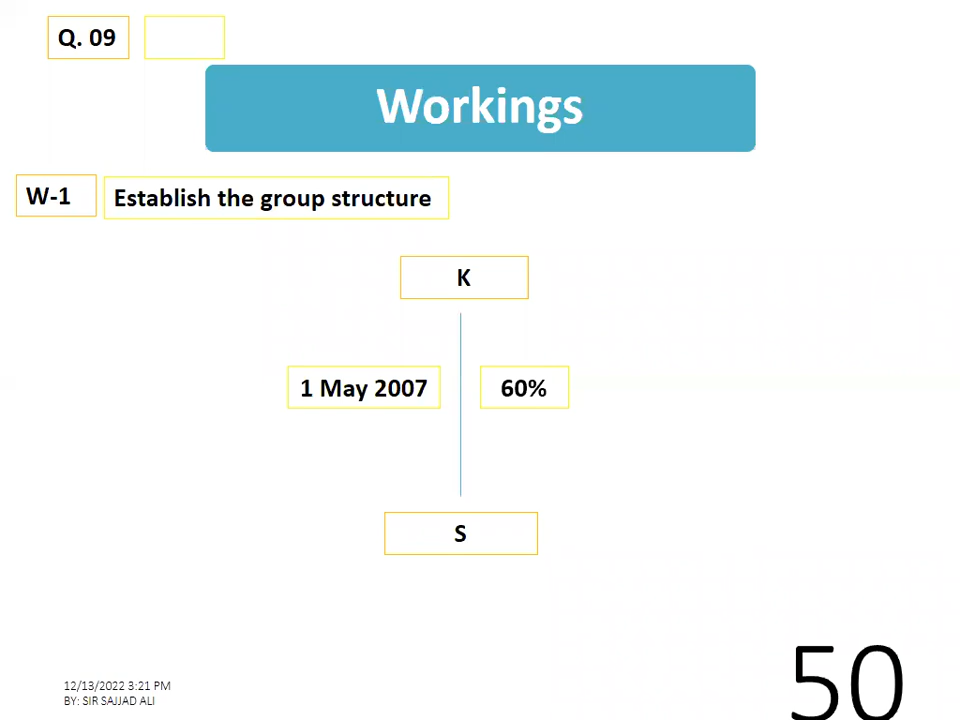 Q. 09
Workings
W-1
Establish the group structure
K
1 May 2007
60%
S
12/13/2022 3:21 PM
BY: SIR SAJJAD ALI
50